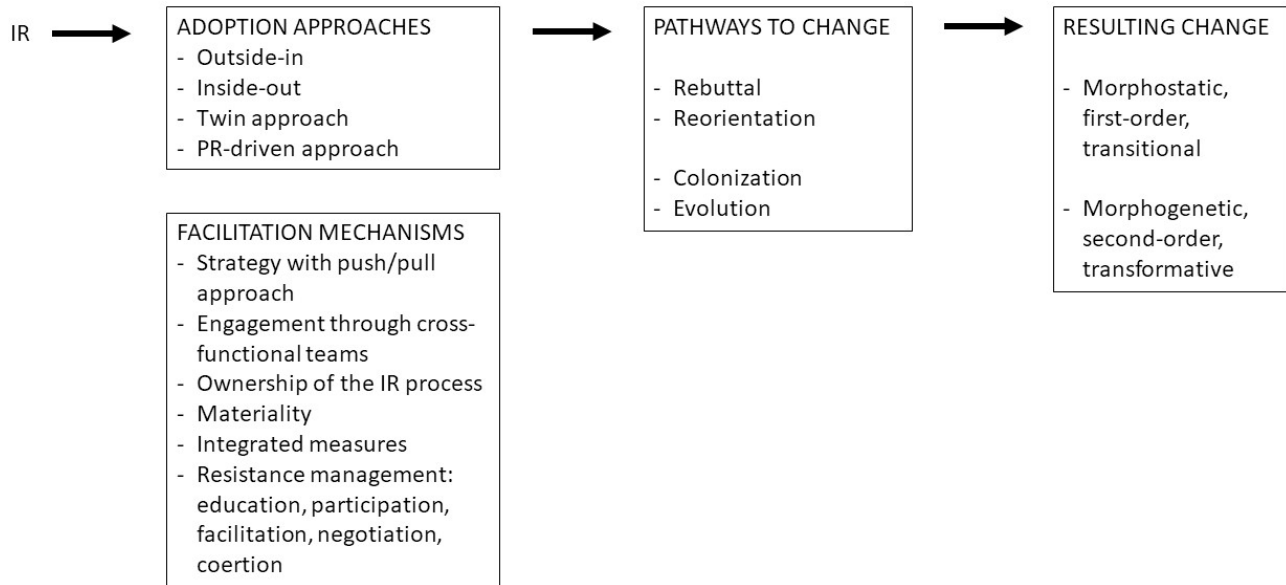 IR
ADOPTION APPROACHES
- Outside-in
- Inside-out
- Twin approach
- PR-driven approach
FACILITATION MECHANISMS
- Strategy with push/pull
approach
- Engagement through cross-
functional teams
- Ownership of the IR process
- Materiality
- Integrated measures
- Resistance management:
education, participation,
facilitation, negotiation,
coertion
PATHWAYS TO CHANGE
- Rebuttal
- Reorientation
- Colonization
- Evolution
RESULTING CHANGE
- Morphostatic,
first-order,
transitional
- Morphogenetic,
second-order,
transformative